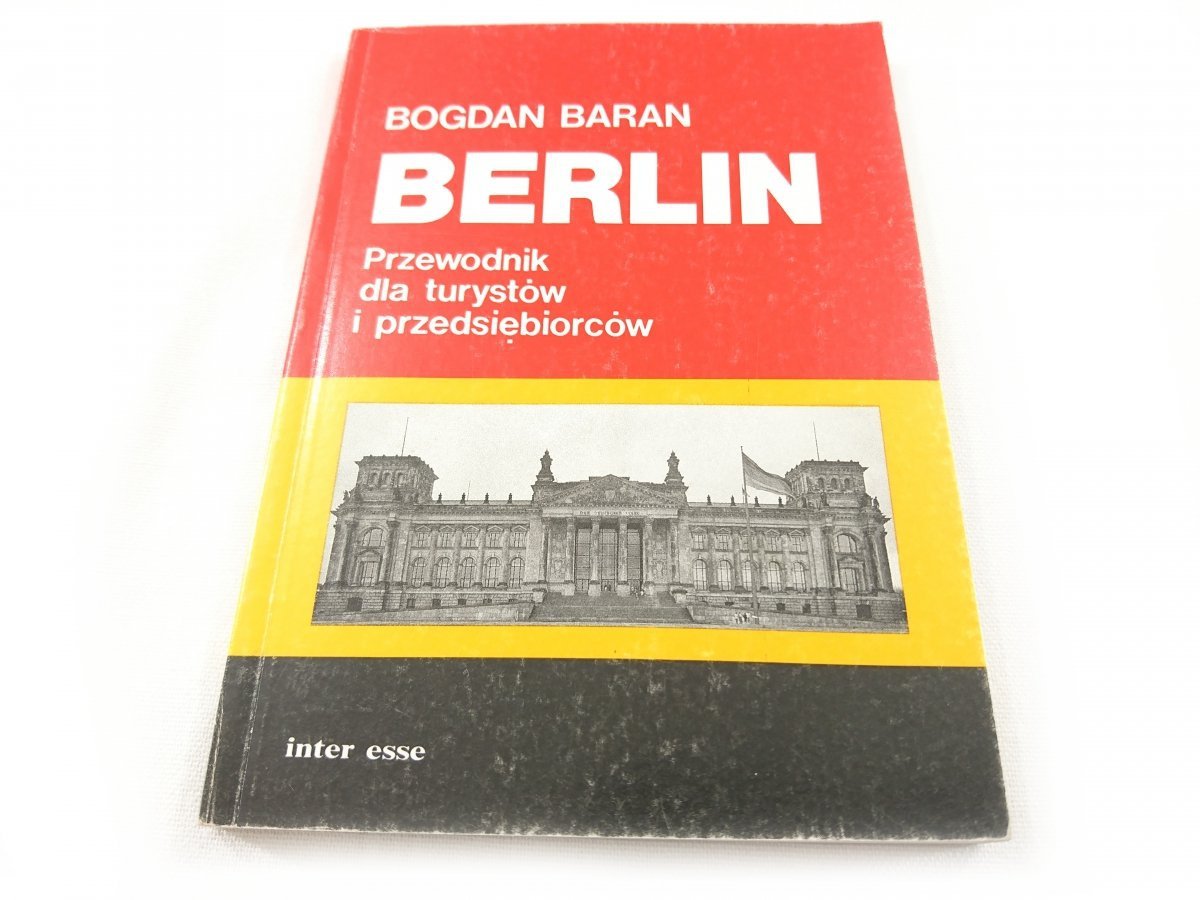 BOGDAN BARAN
BERLIN
Przewodnik
dla turystów
i przedsiębiorców
inter esse